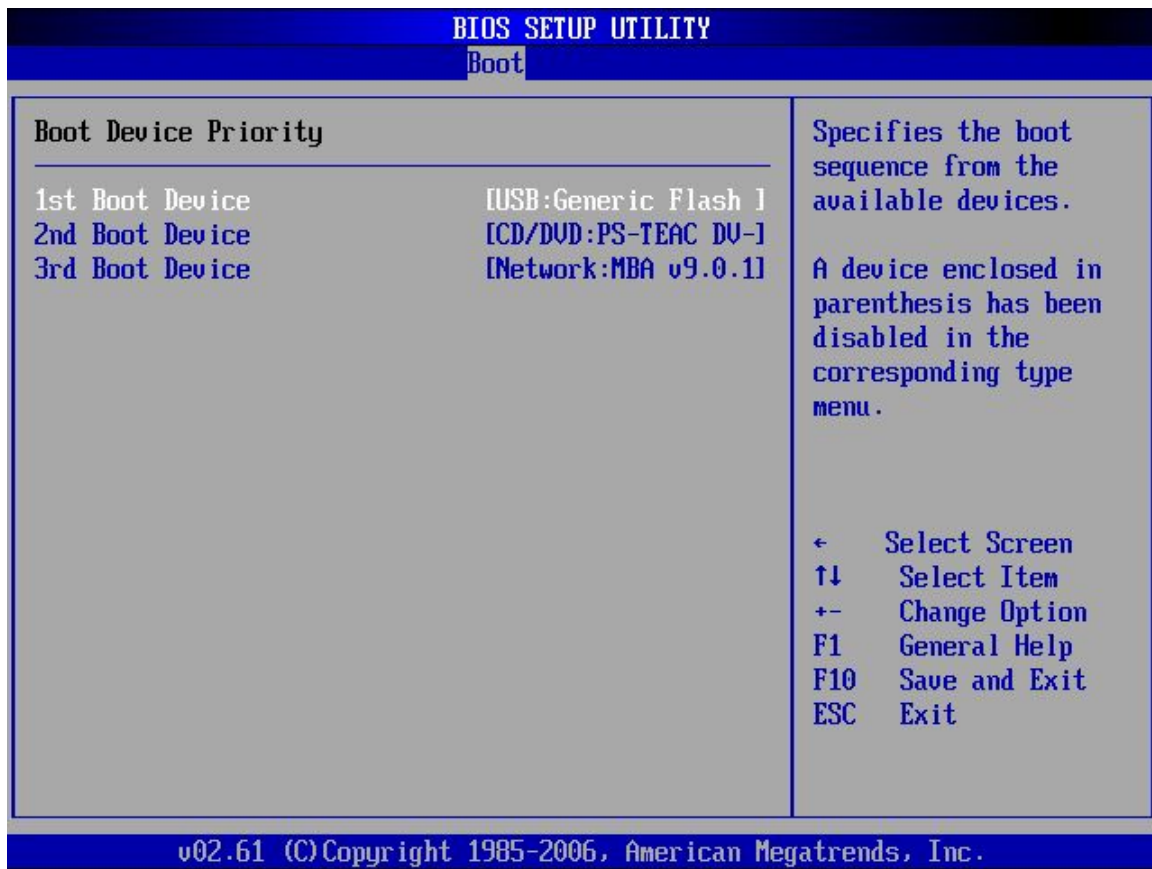 BIOS SETUP UTILITY
Boot
Boot Device Priority
1st Boot Device [USB:Generic Flash ]
2nd Boot Device [CD/DVD:PS-TEAC DV-]
3rd Boot Device [Network:MBA v9.0.1]
Specifies the boot
sequence from the
available devices.
A device enclosed in
parenthesis has been
disabled in the
corresponding type
menu.
← Select Screen
↑↓ Select Item
+- Change Option
F1 General Help
F10 Save and Exit
ESC Exit
v02.61 (C)Copyright 1985-2006, American Megatrends, Inc.